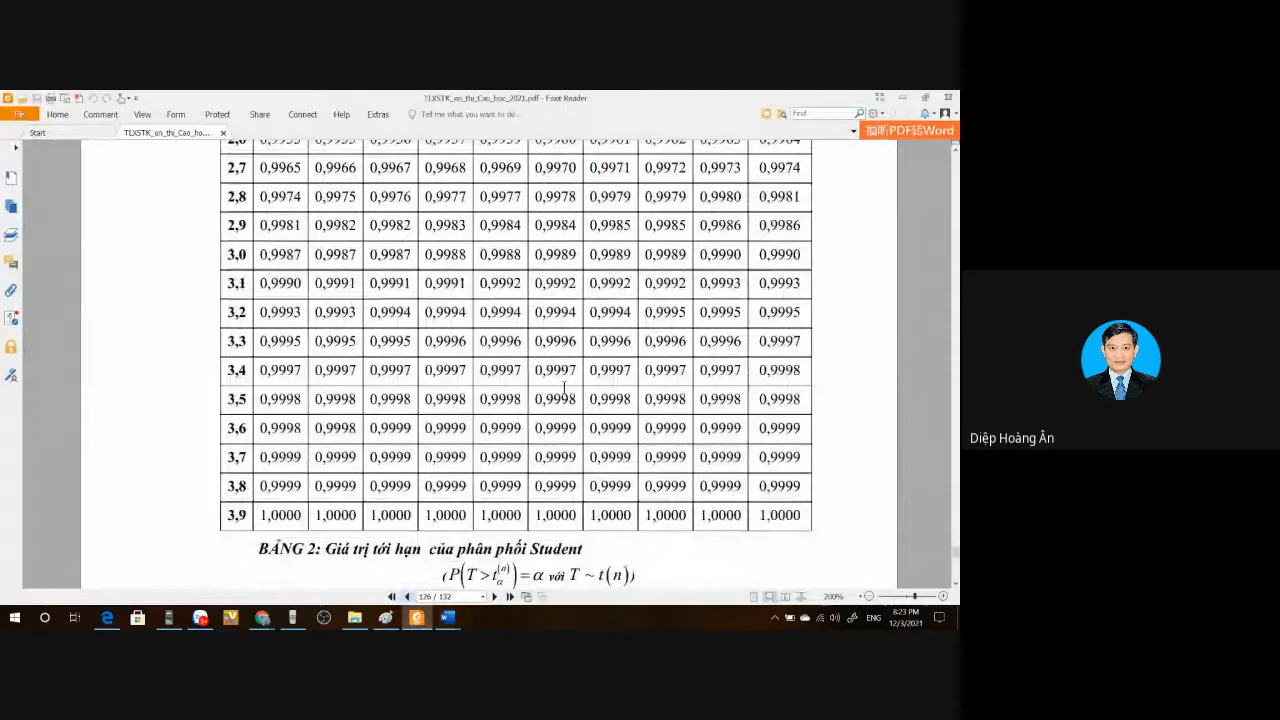 TLXSTK_on_thi_Cao_hoc_2021.pdf - Foxit Reader
File Home Comment View Form Protect Share Connect Help Extras Tell me what you want to do... Find
Start TLXSTK_on_thi_Cao_ho... 福昕PDF转Word
2,7 0,9965 0,9966 0,9967 0,9968 0,9969 0,9970 0,9971 0,9972 0,9973 0,9974
2,8 0,9974 0,9975 0,9976 0,9977 0,9977 0,9978 0,9979 0,9979 0,9980 0,9981
2,9 0,9981 0,9982 0,9982 0,9983 0,9984 0,9984 0,9985 0,9985 0,9986 0,9986
3,0 0,9987 0,9987 0,9987 0,9988 0,9988 0,9989 0,9989 0,9989 0,9990 0,9990
3,1 0,9990 0,9991 0,9991 0,9991 0,9992 0,9992 0,9992 0,9992 0,9993 0,9993
3,2 0,9993 0,9993 0,9994 0,9994 0,9994 0,9994 0,9994 0,9995 0,9995 0,9995
3,3 0,9995 0,9995 0,9995 0,9996 0,9996 0,9996 0,9996 0,9996 0,9996 0,9997
3,4 0,9997 0,9997 0,9997 0,9997 0,9997 0,9997 0,9997 0,9997 0,9997 0,9998
3,5 0,9998 0,9998 0,9998 0,9998 0,9998 0,9998 0,9998 0,9998 0,9998 0,9998
3,6 0,9998 0,9998 0,9999 0,9999 0,9999 0,9999 0,9999 0,9999 0,9999 0,9999
3,7 0,9999 0,9999 0,9999 0,9999 0,9999 0,9999 0,9999 0,9999 0,9999 0,9999
3,8 0,9999 0,9999 0,9999 0,9999 0,9999 0,9999 0,9999 0,9999 0,9999 0,9999
3,9 1,0000 1,0000 1,0000 1,0000 1,0000 1,0000 1,0000 1,0000 1,0000 1,0000
BẢNG 2: Giá trị tới hạn của phân phối Student
(P(T > t_α^(n)) = α với T ~ t(n))
126 / 132 200%
ENG 8:23 PM
12/3/2021
Diệp Hoàng Ân